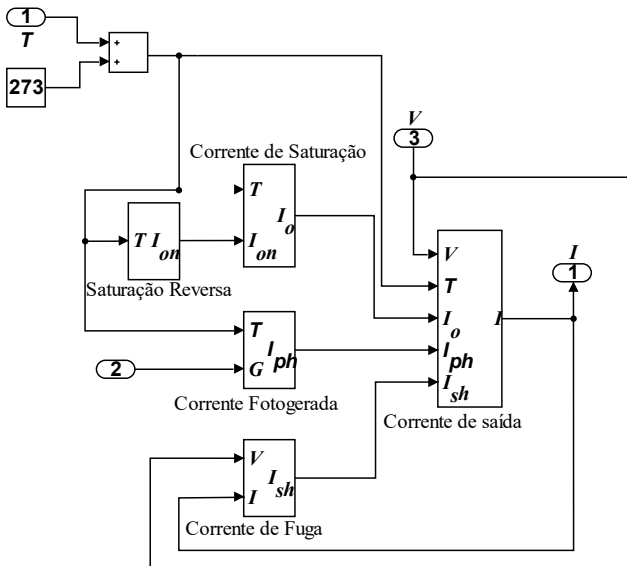 1
T
273
+
+
V
3
Corrente de Saturação
T
I on
I o
T I on
Saturação Reversa
T
G
I ph
2
Corrente Fotogerada
V
T
I o
I ph
I sh
I
Corrente de saída
I
1
V
I
I sh
Corrente de Fuga